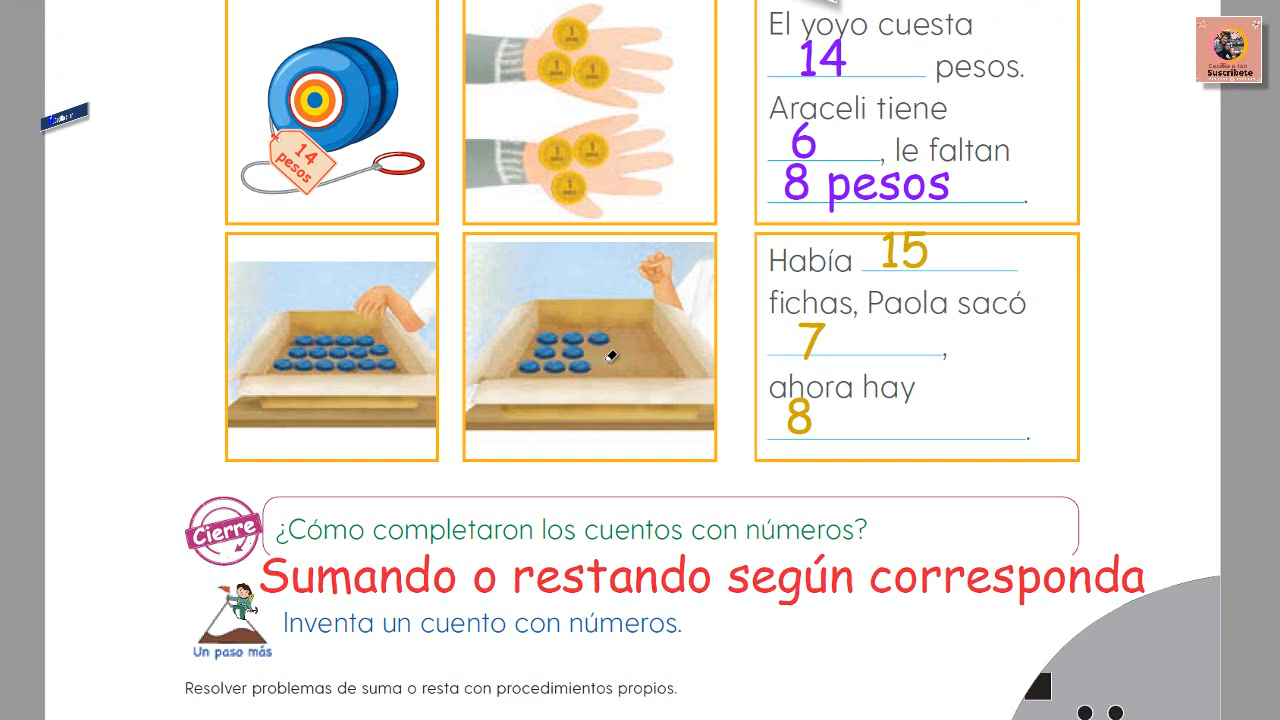 El yoyo cuesta
14 pesos.
Araceli tiene
6, le faltan
8 pesos.
14
pesos
Había 15
fichas, Paola sacó
7,
ahora hay
8.
Cierre
¿Cómo completaron los cuentos con números?
Sumando o restando según corresponda
Inventa un cuento con números.
Un paso más
Resolver problemas de suma o resta con procedimientos propios.
Cecilia e Ian
Suscríbete